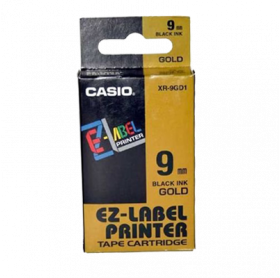 9 mm
BLACK INK
GOLD
CASIO XR-9GD1
EZ-LABEL
PRINTER
9 mm
BLACK INK
GOLD
EZ-LABEL
PRINTER
TAPE CARTRIDGE